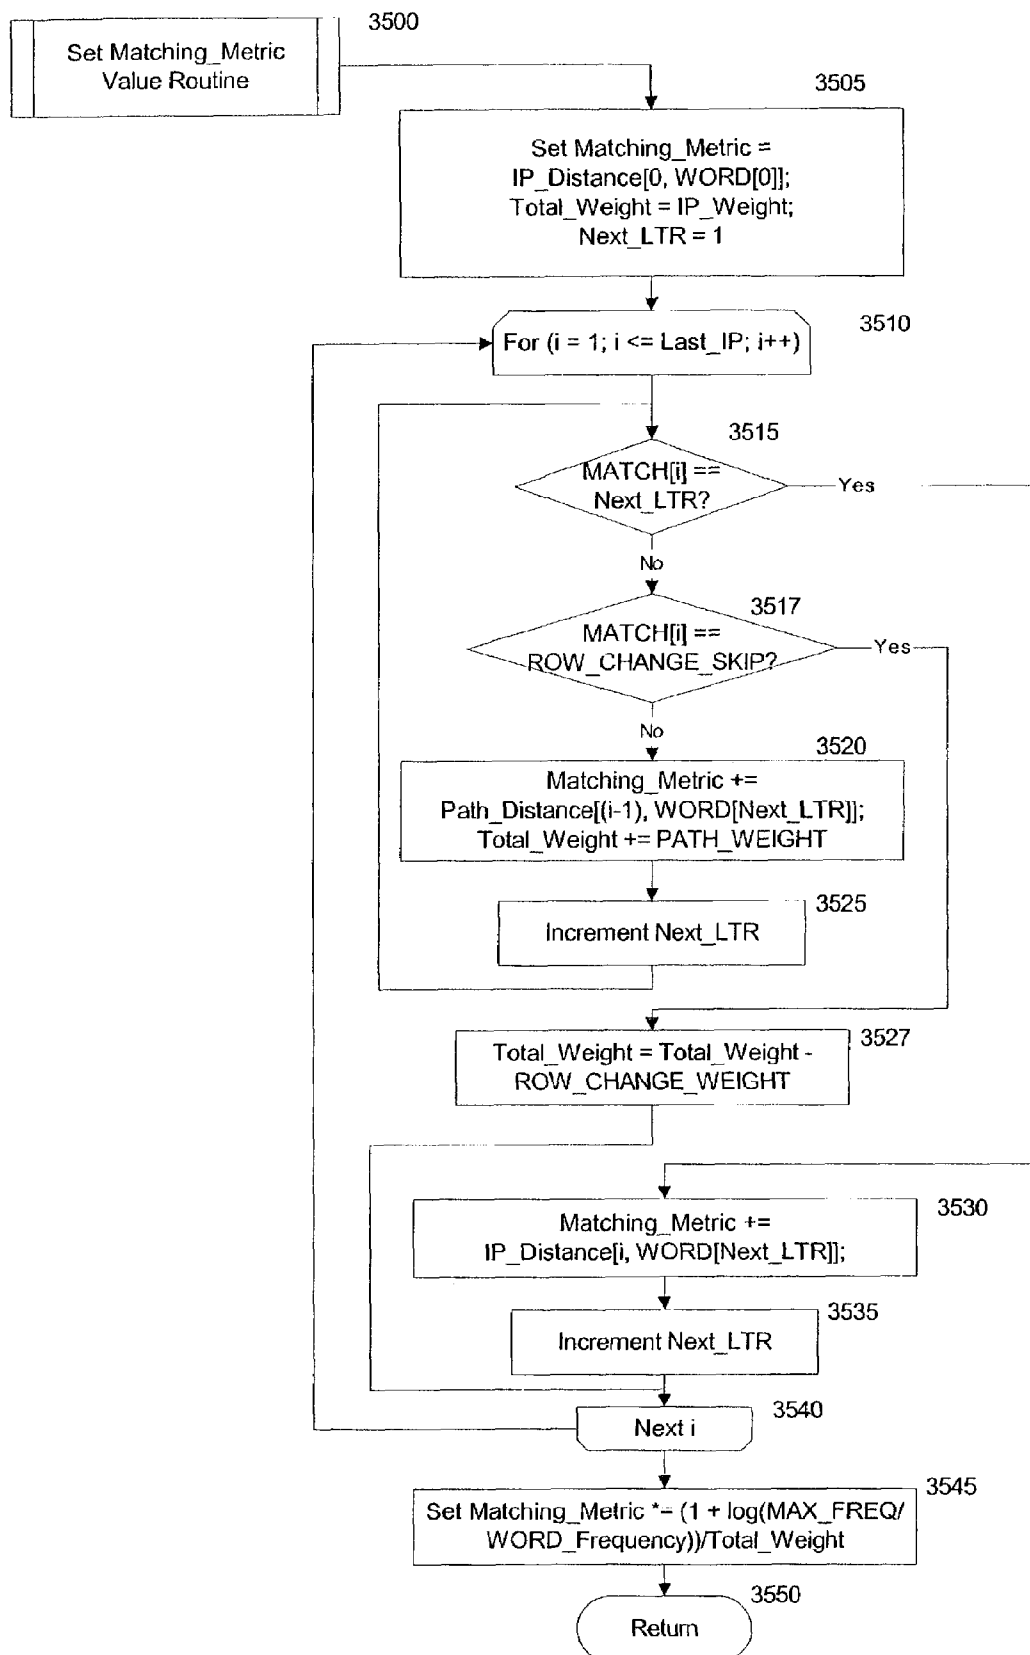 3500
Set Matching_Metric
Value Routine
3505
Set Matching_Metric =
IP_Distance[0, WORD[0]];
Total_Weight = IP_Weight;
Next_LTR = 1
3510
For (i = 1; i <= Last_IP; i++)
3515
MATCH[i] ==
Next_LTR?
Yes
No
3517
MATCH[i] ==
ROW_CHANGE_SKIP?
Yes
No
3520
Matching_Metric +=
Path_Distance[(i-1), WORD[Next_LTR]];
Total_Weight += PATH_WEIGHT
3525
Increment Next_LTR
3527
Total_Weight = Total_Weight -
ROW_CHANGE_WEIGHT
3530
Matching_Metric +=
IP_Distance[i, WORD[Next_LTR]];
3535
Increment Next_LTR
3540
Next i
3545
Set Matching_Metric *= (1 + log(MAX_FREQ/
WORD_Frequency))/Total_Weight
3550
Return